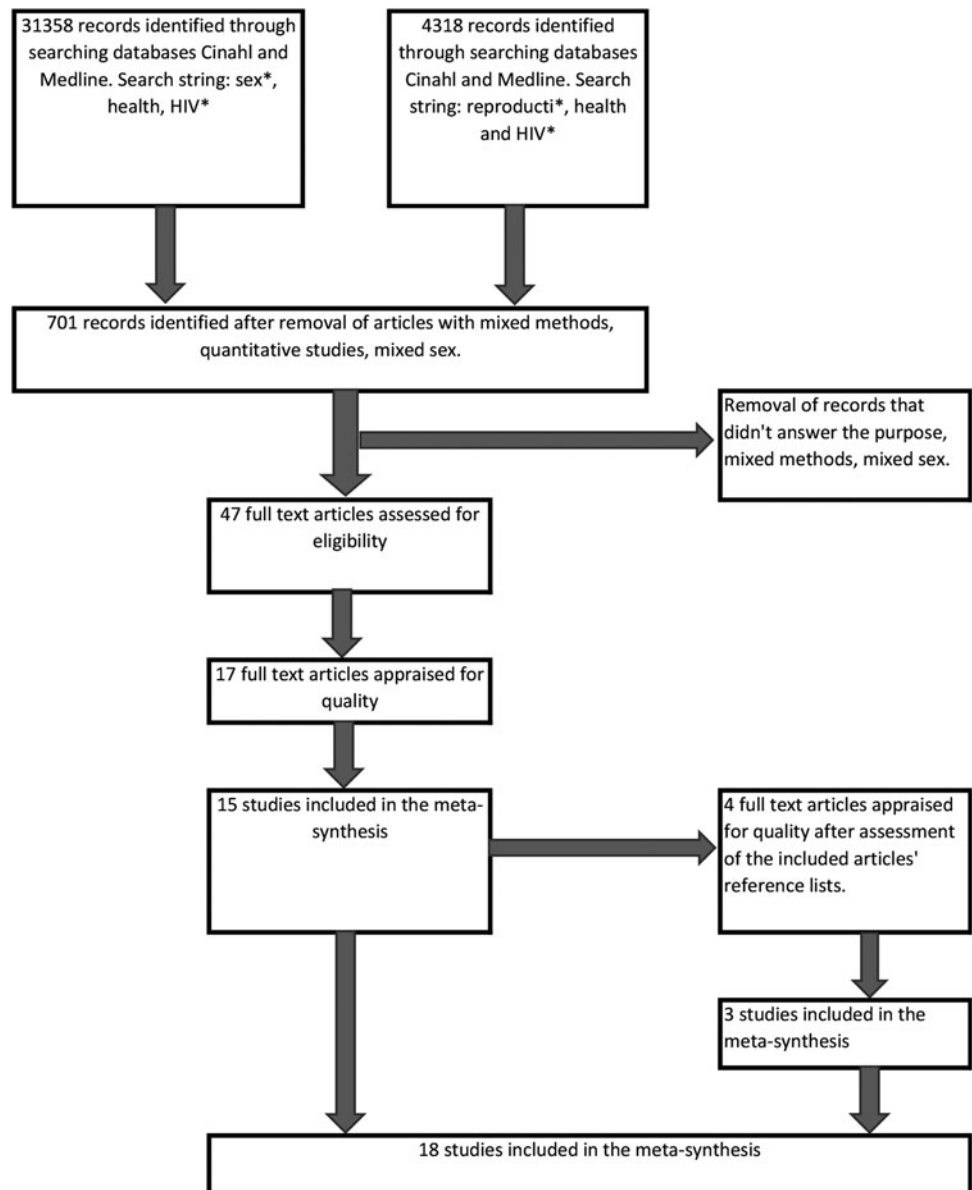 31358 records identified
through searching databases Cinahl
and Medline. Search string: sex*,
health, HIV*
4318 records identified
through searching databases
Cinahl and Medline. Search
string: reproducti*, health
and HIV*
701 records identified after removal of articles with mixed methods,
quantitative studies, mixed sex.
Removal of records that
didn't answer the purpose,
mixed methods, mixed sex.
47 full text articles assessed for
eligibility
17 full text articles appraised for
quality
15 studies included in the meta-
synthesis
4 full text articles appraised
for quality after assessment
of the included articles'
reference lists.
3 studies included in the
meta-synthesis
18 studies included in the meta-synthesis